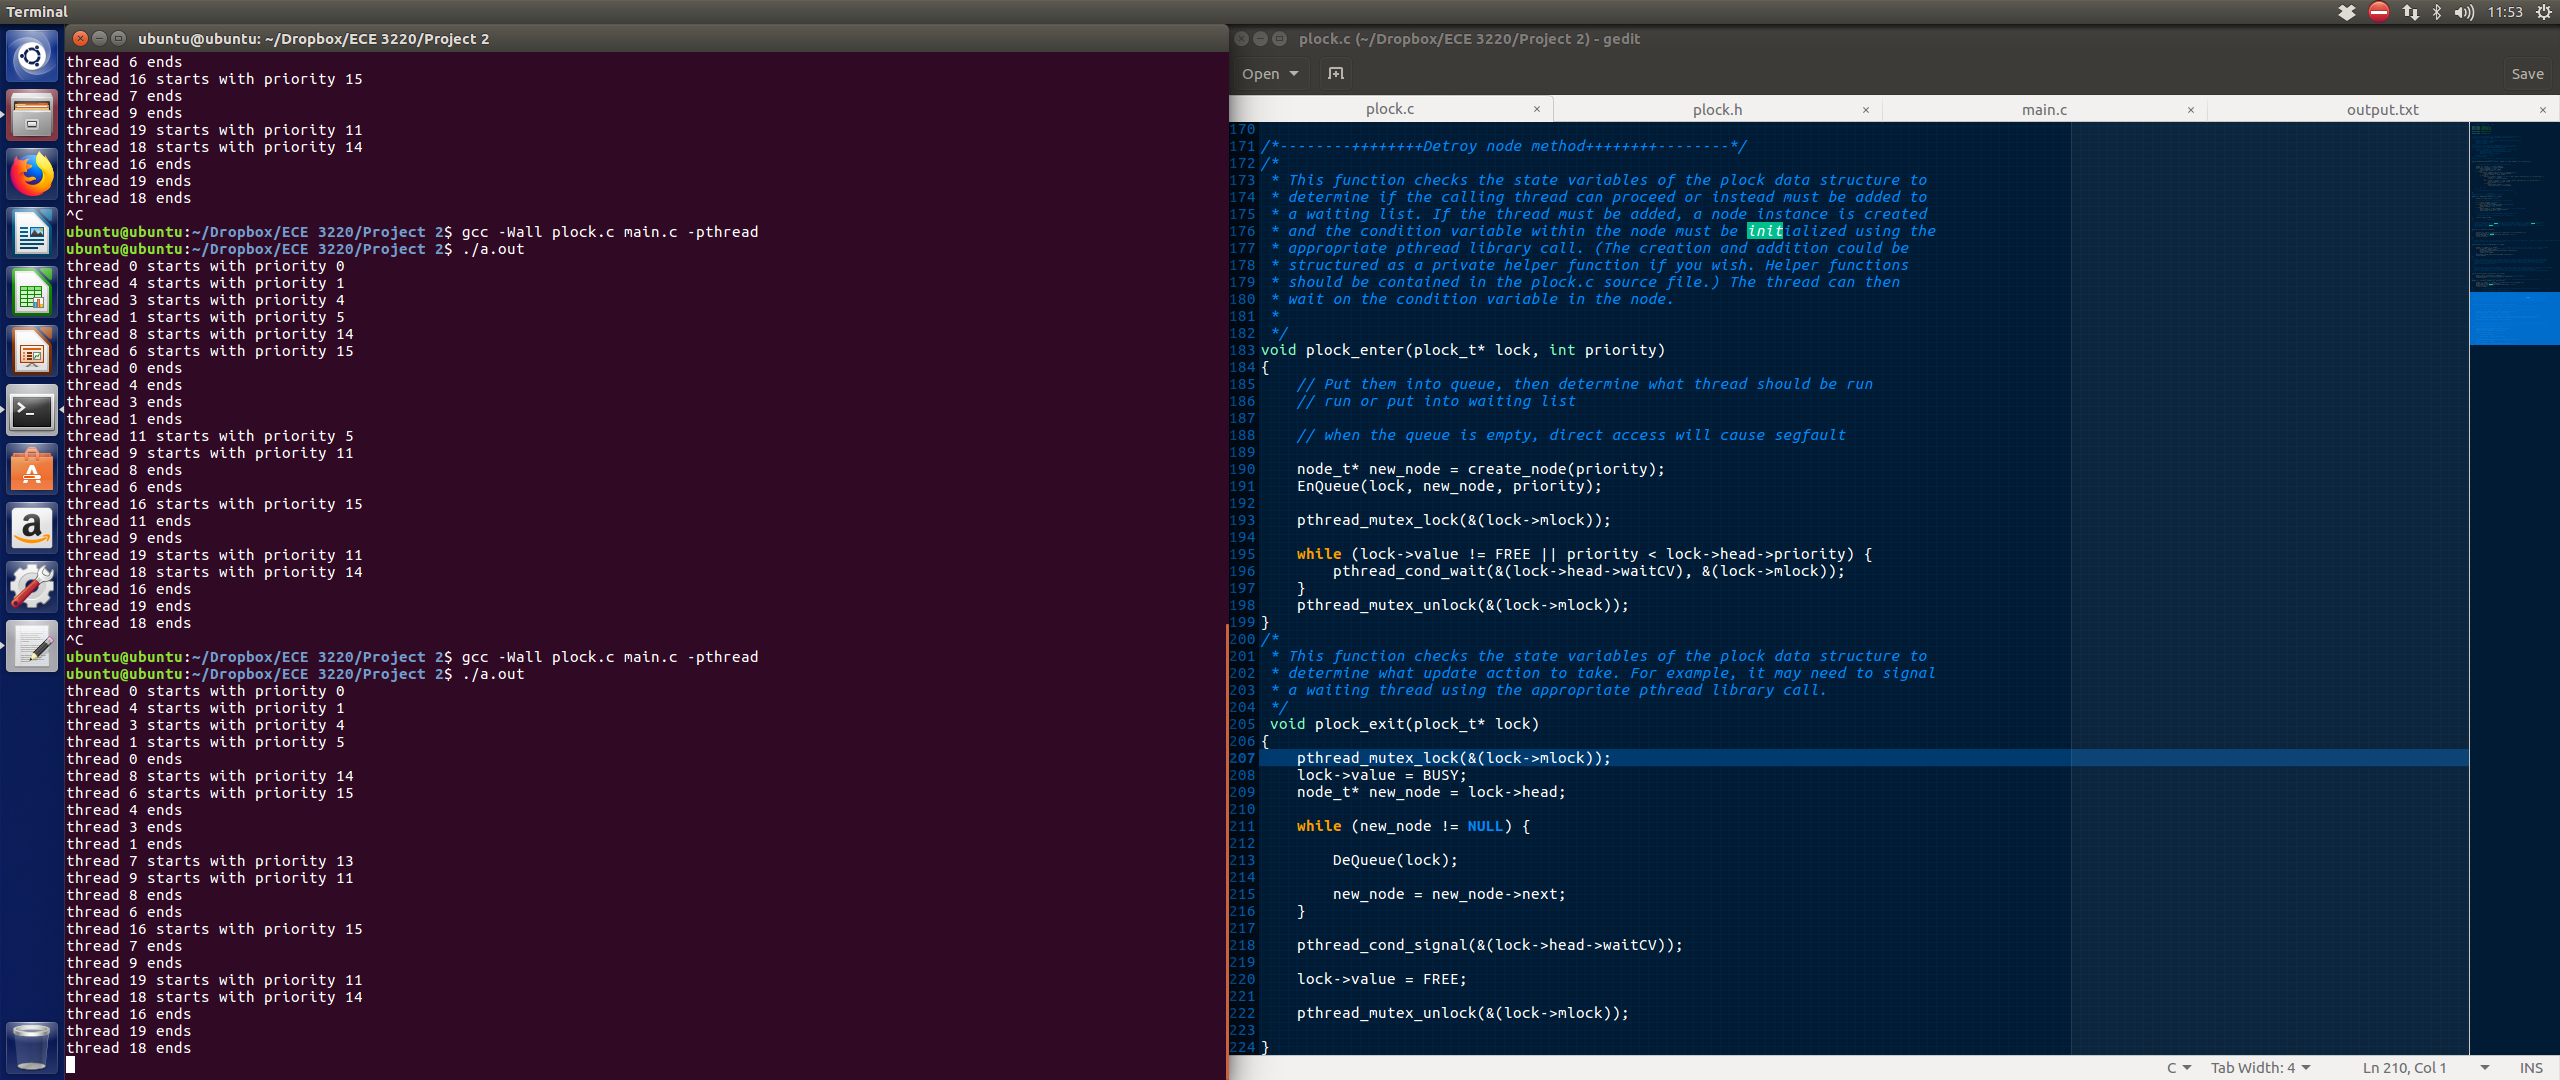 Terminal
11:53
ubuntu@ubuntu: ~/Dropbox/ECE 3220/Project 2
thread 6 ends
thread 16 starts with priority 15
thread 7 ends
thread 9 ends
thread 19 starts with priority 11
thread 18 starts with priority 14
thread 16 ends
thread 19 ends
thread 18 ends
^C
ubuntu@ubuntu:~/Dropbox/ECE 3220/Project 2$ gcc -Wall plock.c main.c -pthread
ubuntu@ubuntu:~/Dropbox/ECE 3220/Project 2$ ./a.out
thread 0 starts with priority 0
thread 4 starts with priority 1
thread 3 starts with priority 4
thread 1 starts with priority 5
thread 8 starts with priority 14
thread 6 starts with priority 15
thread 0 ends
thread 4 ends
thread 3 ends
thread 1 ends
thread 11 starts with priority 5
thread 9 starts with priority 11
thread 8 ends
thread 6 ends
thread 16 starts with priority 15
thread 11 ends
thread 9 ends
thread 19 starts with priority 11
thread 18 starts with priority 14
thread 16 ends
thread 19 ends
thread 18 ends
^C
ubuntu@ubuntu:~/Dropbox/ECE 3220/Project 2$ gcc -Wall plock.c main.c -pthread
ubuntu@ubuntu:~/Dropbox/ECE 3220/Project 2$ ./a.out
thread 0 starts with priority 0
thread 4 starts with priority 1
thread 3 starts with priority 4
thread 1 starts with priority 5
thread 0 ends
thread 8 starts with priority 14
thread 6 starts with priority 15
thread 4 ends
thread 3 ends
thread 1 ends
thread 7 starts with priority 13
thread 9 starts with priority 11
thread 8 ends
thread 6 ends
thread 16 starts with priority 15
thread 7 ends
thread 9 ends
thread 19 starts with priority 11
thread 18 starts with priority 14
thread 16 ends
thread 19 ends
thread 18 ends
plock.c (~/Dropbox/ECE 3220/Project 2) - gedit
Open
Save
plock.c
plock.h
main.c
output.txt
170
171 /*--------++++++++Detroy node method++++++++--------*/
172 /*
173  * This function checks the state variables of the plock data structure to
174  * determine if the calling thread can proceed or instead must be added to
175  * a waiting list. If the thread must be added, a node instance is created
176  * and the condition variable within the node must be initialized using the
177  * appropriate pthread library call. (The creation and addition could be
178  * structured as a private helper function if you wish. Helper functions
179  * should be contained in the plock.c source file.) The thread can then
180  * wait on the condition variable in the node.
181  *
182  */
183 void plock_enter(plock_t* lock, int priority)
184 {
185     // Put them into queue, then determine what thread should be run
186     // run or put into waiting list
187
188     // when the queue is empty, direct access will cause segfault
189
190     node_t* new_node = create_node(priority);
191     EnQueue(lock, new_node, priority);
192
193     pthread_mutex_lock(&(lock->mlock));
194
195     while (lock->value != FREE || priority < lock->head->priority) {
196         pthread_cond_wait(&(lock->head->waitCV), &(lock->mlock));
197     }
198     pthread_mutex_unlock(&(lock->mlock));
199 }
200 /*
201  * This function checks the state variables of the plock data structure to
202  * determine what update action to take. For example, it may need to signal
203  * a waiting thread using the appropriate pthread library call.
204  */
205  void plock_exit(plock_t* lock)
206 {
207     pthread_mutex_lock(&(lock->mlock));
208     lock->value = BUSY;
209     node_t* new_node = lock->head;
210
211     while (new_node != NULL) {
212
213         DeQueue(lock);
214
215         new_node = new_node->next;
216     }
217
218     pthread_cond_signal(&(lock->head->waitCV));
219
220     lock->value = FREE;
221
222     pthread_mutex_unlock(&(lock->mlock));
223
224 }
C
Tab Width: 4
Ln 210, Col 1
INS